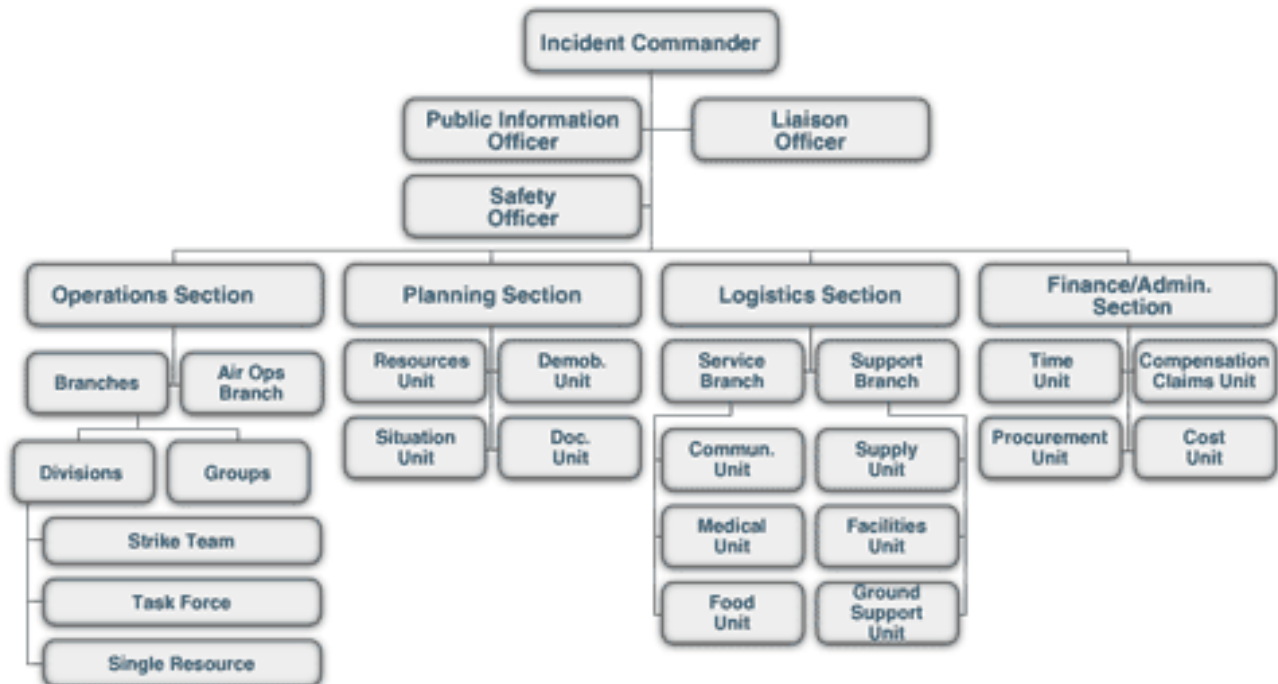 Incident Commander
Public Information
Officer
Liaison
Officer
Safety
Officer
Operations Section
Planning Section
Logistics Section
Finance/Admin.
Section
Branches
Air Ops
Branch
Resources
Unit
Demob.
Unit
Service
Branch
Support
Branch
Time
Unit
Compensation
Claims Unit
Situation
Unit
Doc.
Unit
Commun.
Unit
Supply
Unit
Procurement
Unit
Cost
Unit
Divisions
Groups
Strike Team
Medical
Unit
Facilities
Unit
Task Force
Food
Unit
Ground
Support
Unit
Single Resource